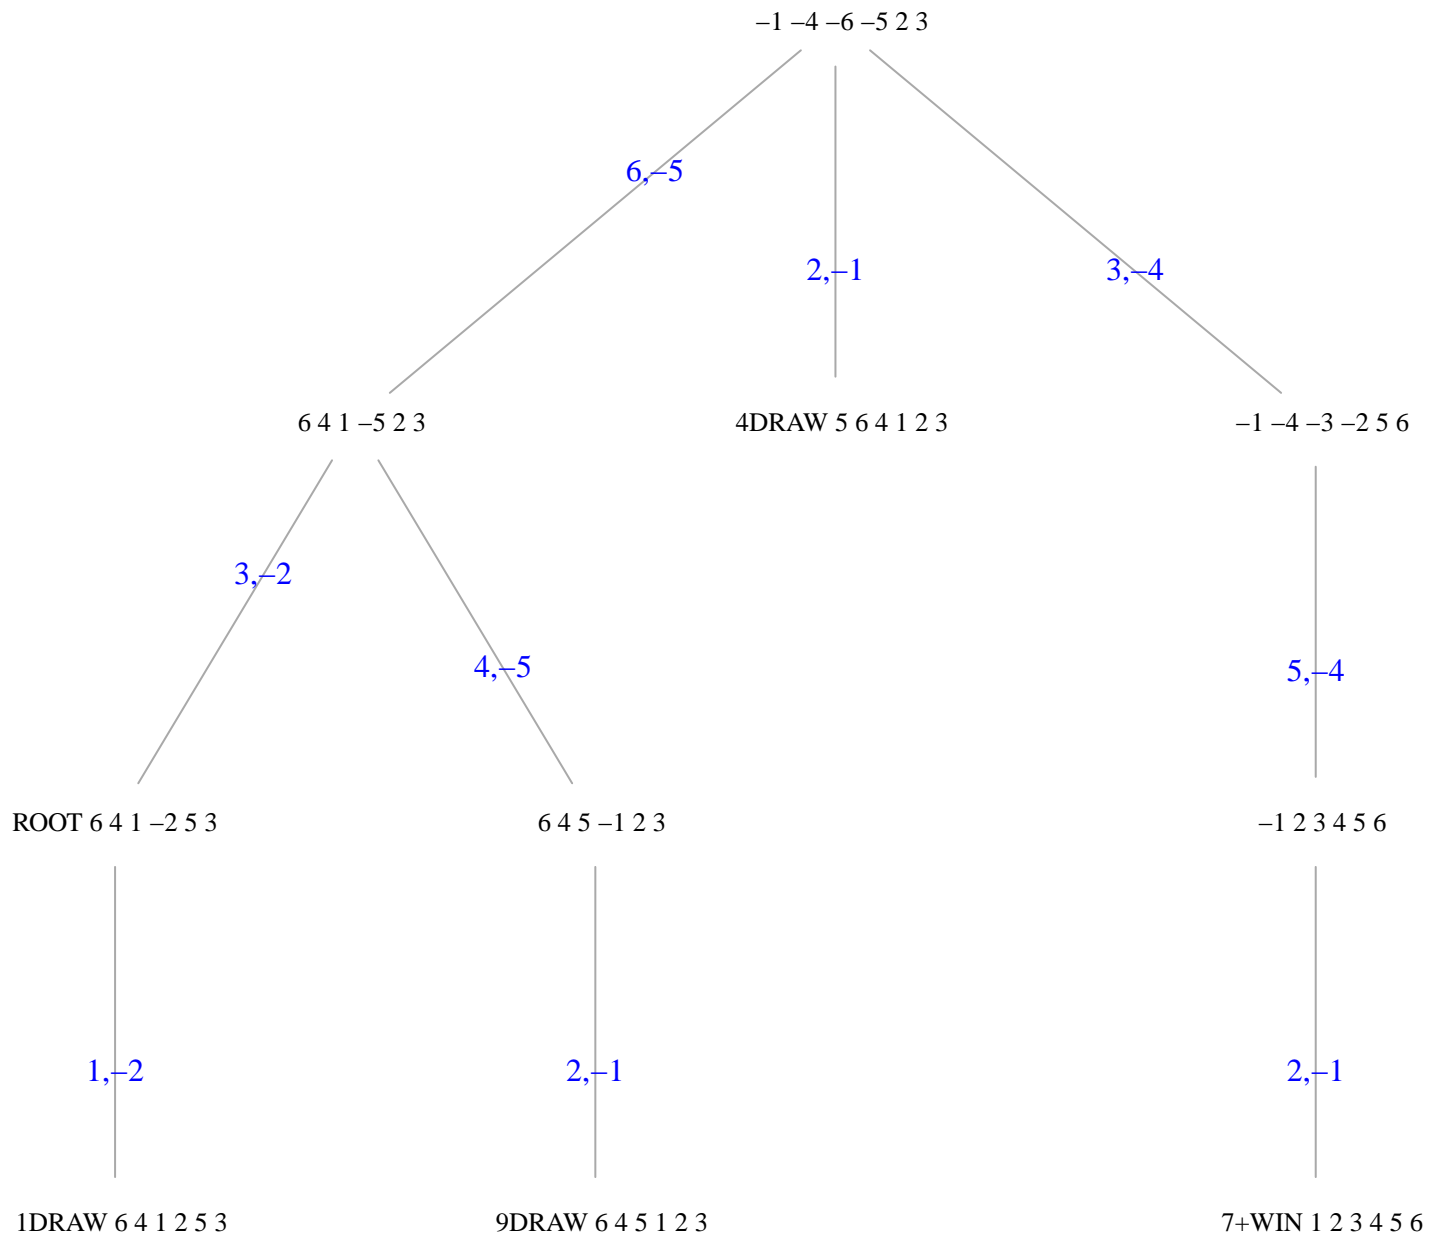 –1 –4 –6 –5 2 3
6,–5
2,–1
3,–4
6 4 1 –5 2 3
4DRAW 5 6 4 1 2 3
–1 –4 –3 –2 5 6
3,–2
4,–5
5,–4
ROOT 6 4 1 –2 5 3
6 4 5 –1 2 3
–1 2 3 4 5 6
1,–2
2,–1
2,–1
1DRAW 6 4 1 2 5 3
9DRAW 6 4 5 1 2 3
7+WIN 1 2 3 4 5 6